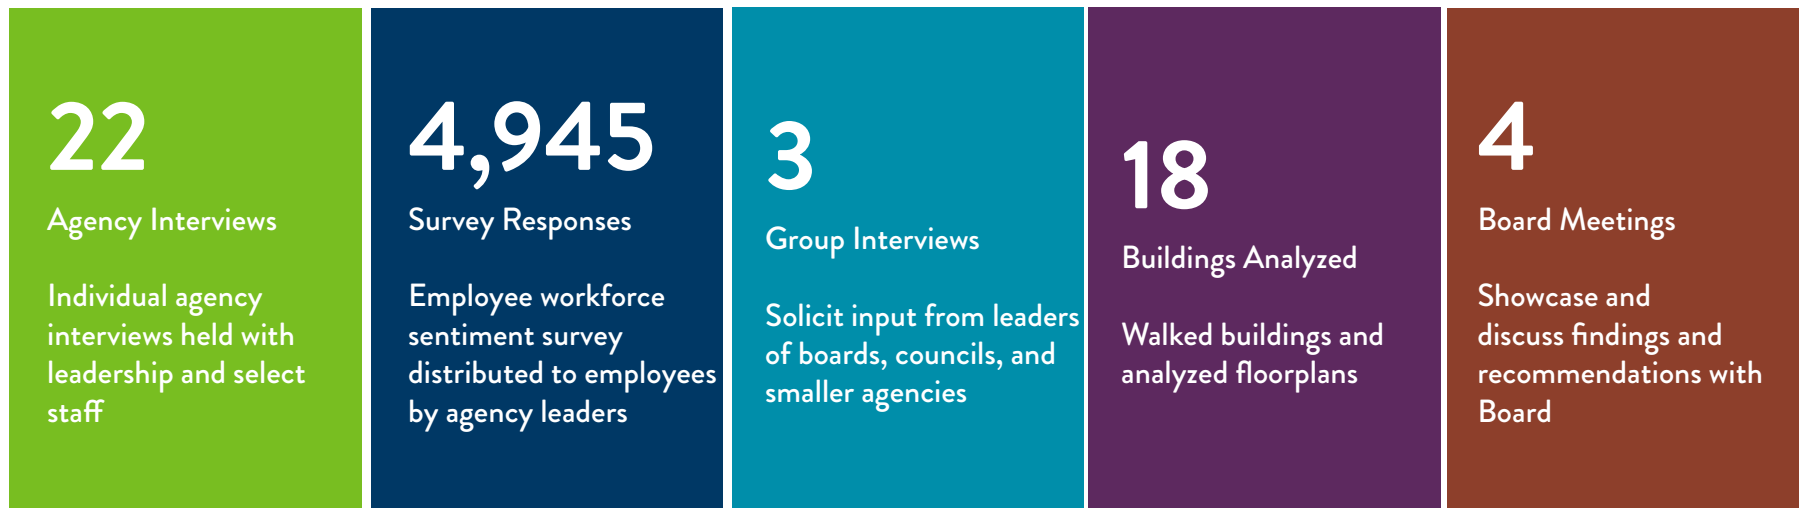 22
Agency Interviews
Individual agency
interviews held with
leadership and select
staff
4,945
Survey Responses
Employee workforce
sentiment survey
distributed to employees
by agency leaders
3
Group Interviews
Solicit input from leaders
of boards, councils, and
smaller agencies
18
Buildings Analyzed
Walked buildings and
analyzed floorplans
4
Board Meetings
Showcase and
discuss findings and
recommendations with
Board